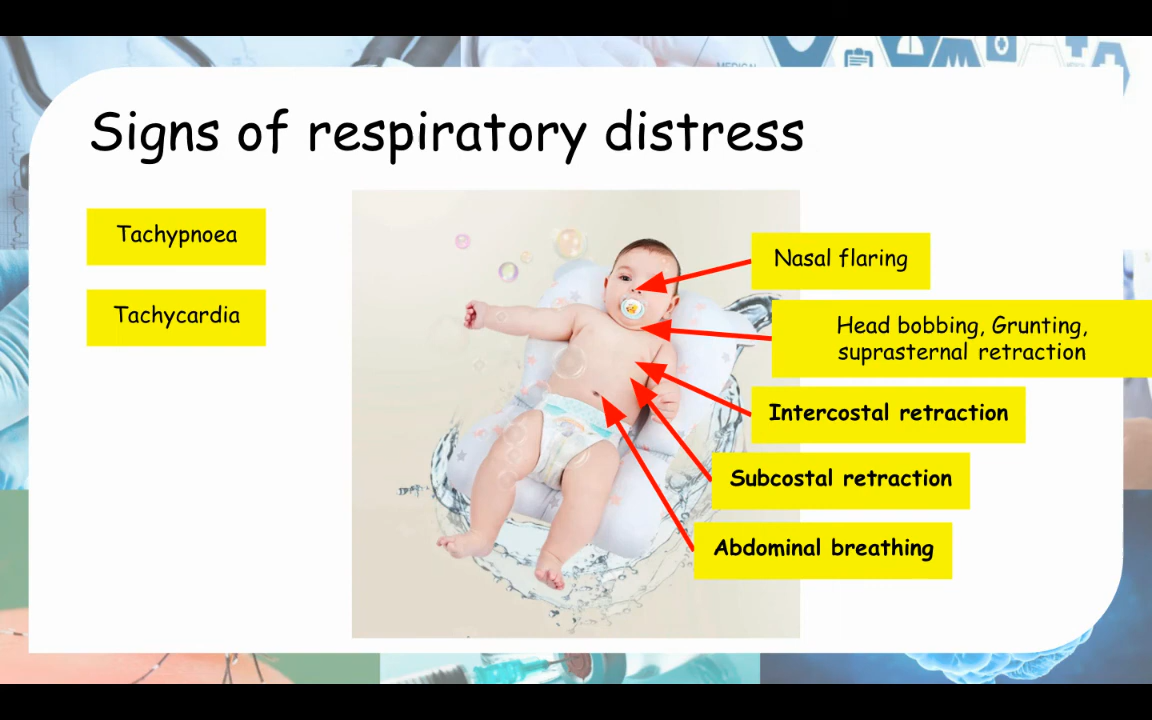 MEDICAL
Signs of respiratory distress
Tachypnoea
Tachycardia
Nasal flaring
Head bobbing, Grunting,
suprasternal retraction
Intercostal retraction
Subcostal retraction
Abdominal breathing